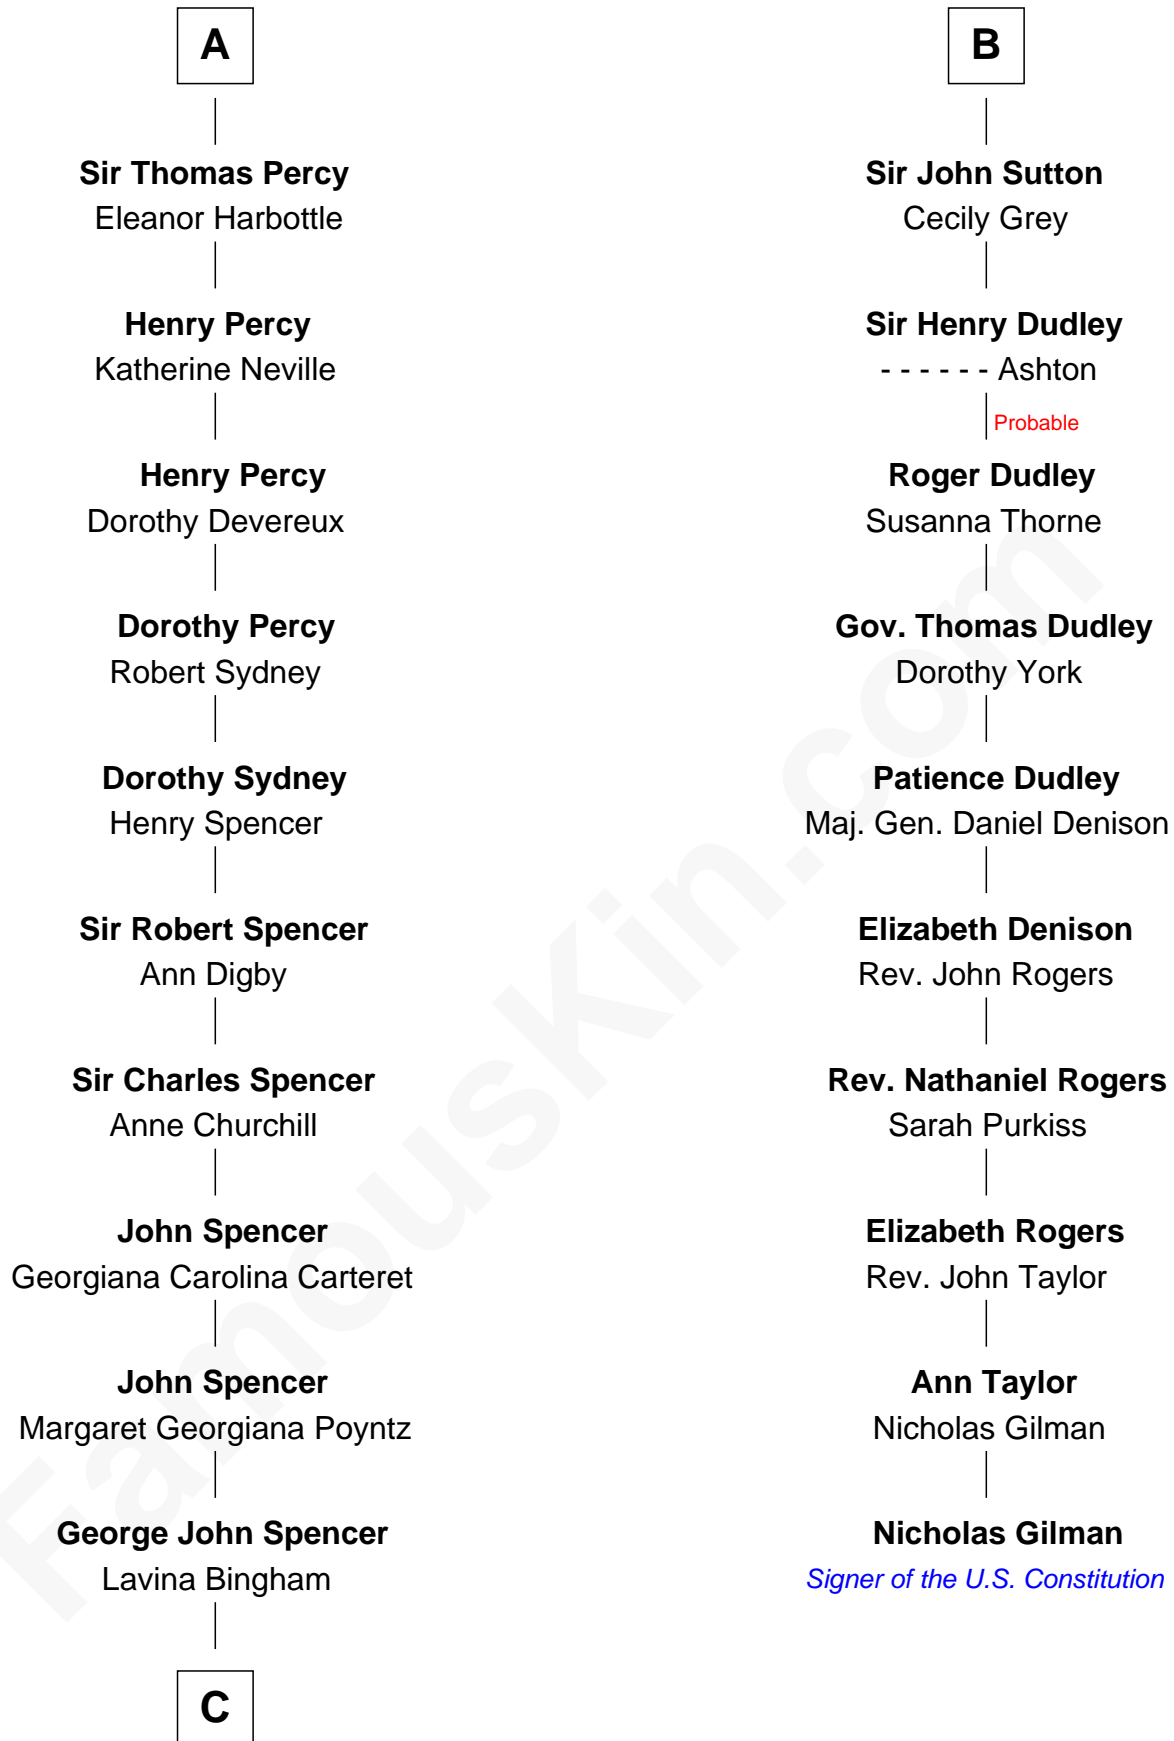 A
Sir Thomas Percy
Eleanor Harbottle
Henry Percy
Katherine Neville
Henry Percy
Dorothy Devereux
Dorothy Percy
Robert Sydney
Dorothy Sydney
Henry Spencer
Sir Robert Spencer
Ann Digby
Sir Charles Spencer
Anne Churchill
John Spencer
Georgiana Carolina Carteret
John Spencer
Margaret Georgiana Poyntz
George John Spencer
Lavina Bingham
C
B
Sir John Sutton
Cecily Grey
Sir Henry Dudley
- - - - - - Ashton
Probable
Roger Dudley
Susanna Thorne
Gov. Thomas Dudley
Dorothy York
Patience Dudley
Maj. Gen. Daniel Denison
Elizabeth Denison
Rev. John Rogers
Rev. Nathaniel Rogers
Sarah Purkiss
Elizabeth Rogers
Rev. John Taylor
Ann Taylor
Nicholas Gilman
Nicholas Gilman
Signer of the U.S. Constitution
FamousKin.com